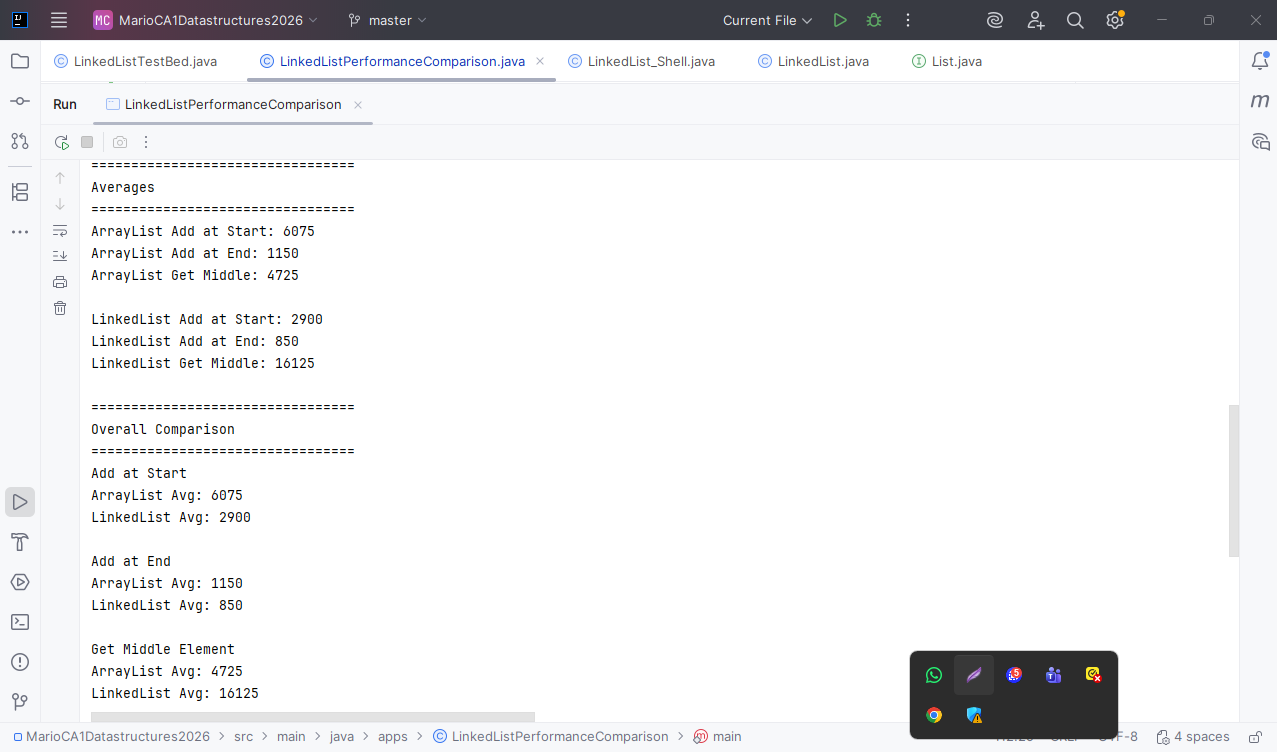 MC MarioCA1Datastructures2026 master Current File
LinkedListTestBed.java LinkedListPerformanceComparison.java LinkedList_Shell.java LinkedList.java List.java
Run LinkedListPerformanceComparison
=================================
Averages
=================================
ArrayList Add at Start: 6075
ArrayList Add at End: 1150
ArrayList Get Middle: 4725
LinkedList Add at Start: 2900
LinkedList Add at End: 850
LinkedList Get Middle: 16125
=================================
Overall Comparison
=================================
Add at Start
ArrayList Avg: 6075
LinkedList Avg: 2900
Add at End
ArrayList Avg: 1150
LinkedList Avg: 850
Get Middle Element
ArrayList Avg: 4725
LinkedList Avg: 16125
MarioCA1Datastructures2026 > src > main > java > apps > LinkedListPerformanceComparison > main 4 spaces